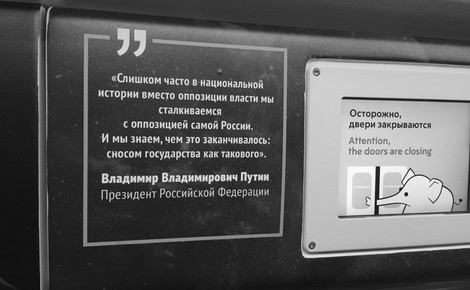 «Слишком часто в национальной
истории вместо оппозиции власти мы
сталкиваемся
с оппозицией самой России.
И мы знаем, чем это заканчивалось:
сносом государства как такового».
Владимир Владимирович Путин
Президент Российской Федерации
Осторожно,
двери закрываются
Attention,
the doors are closing